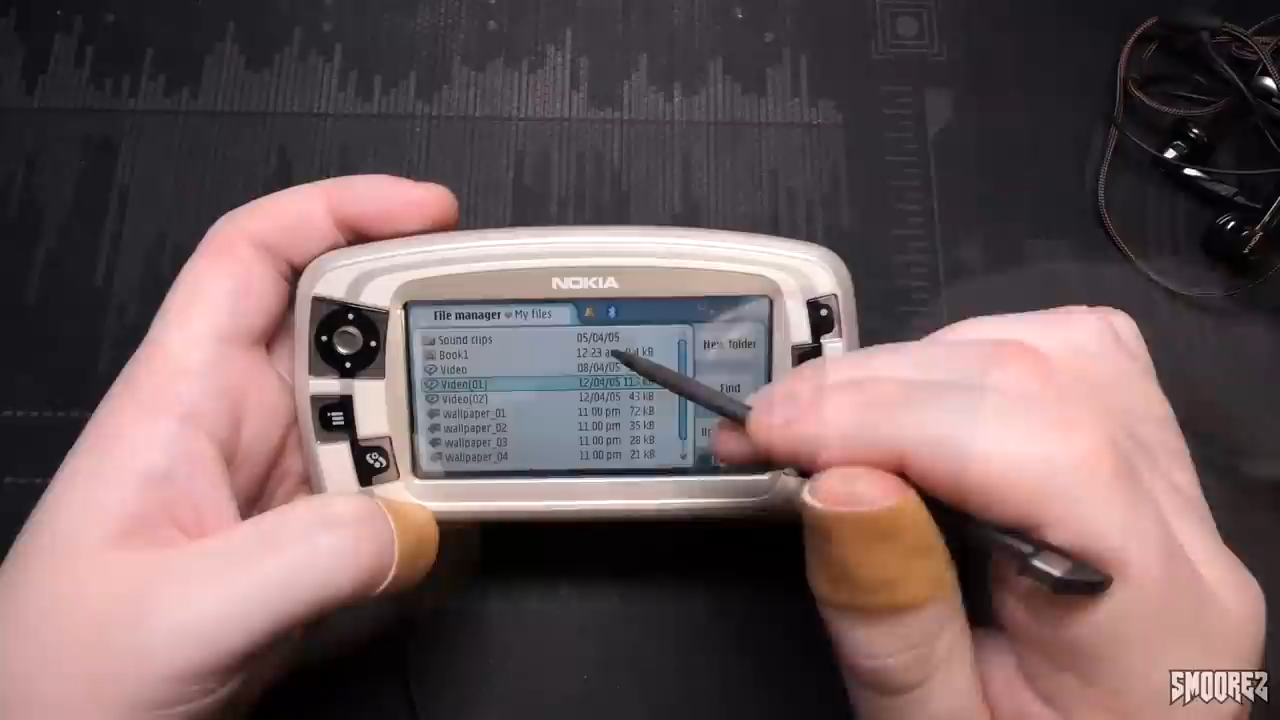 NOKIA
File manager My files
Sound clips 05/04/05
Book1 12:23 kB
Video 08/04/05
Video(01) 12/04/05
Video(02) 12/04/05 43 kB
wallpaper_01 11:00 pm 72 kB
wallpaper_02 11:00 pm 35 kB
wallpaper_03 11:00 pm 28 kB
wallpaper_04 11:00 pm 21 kB
New folder
Find
SMOOREZ